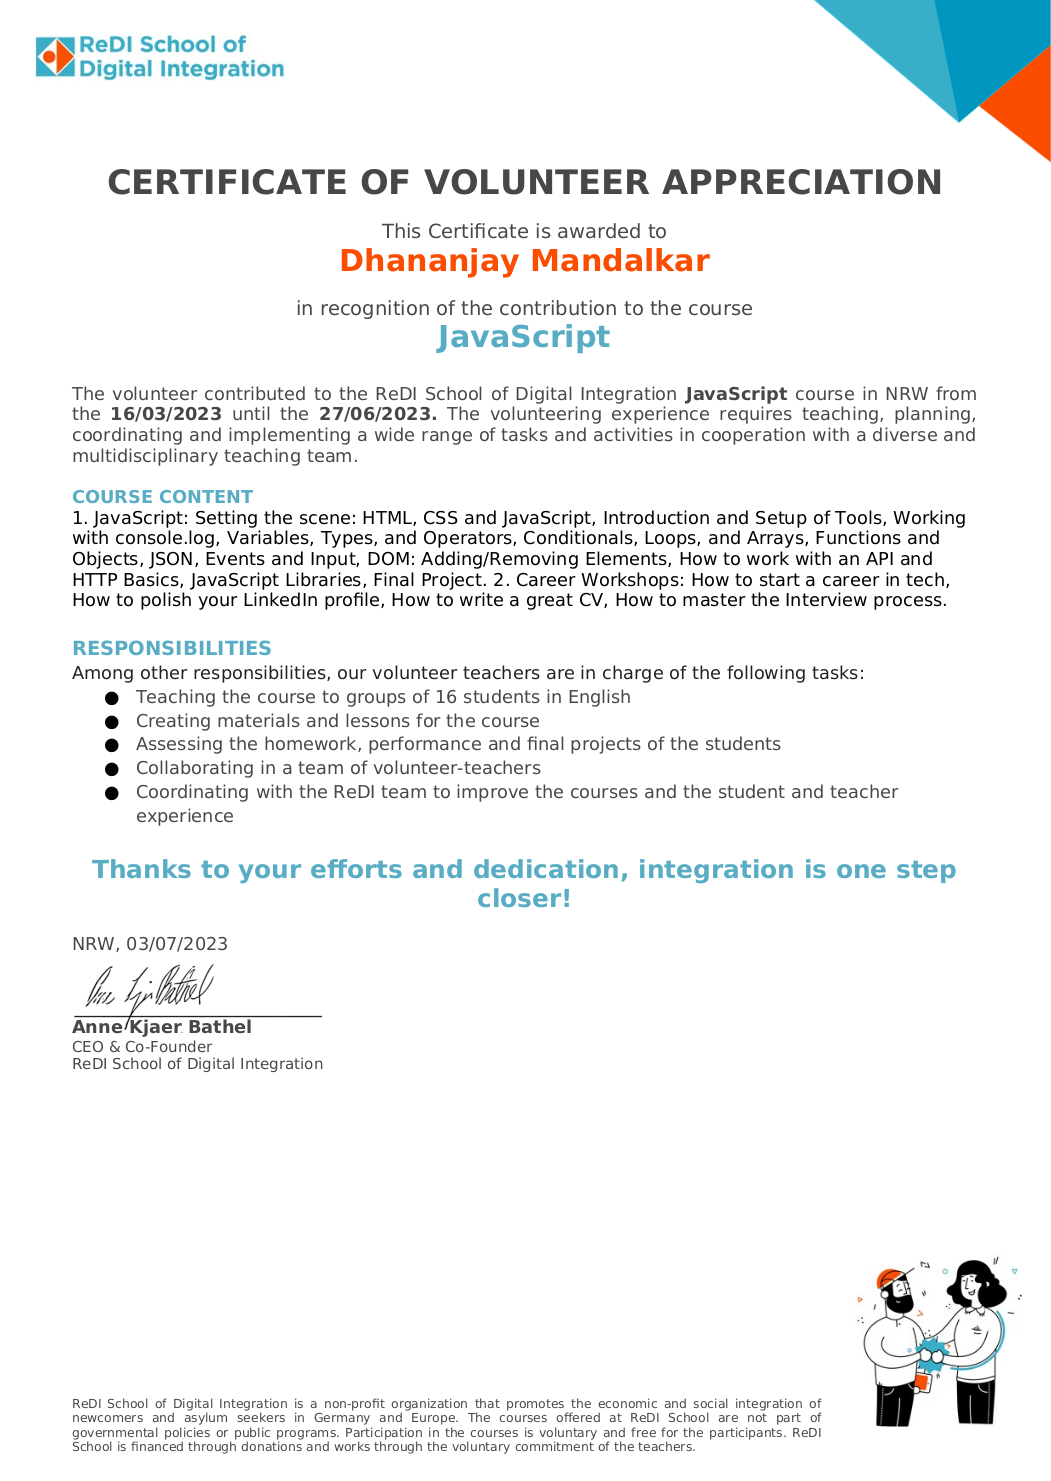 ReDI School of
Digital Integration
CERTIFICATE OF VOLUNTEER APPRECIATION
This Certificate is awarded to
Dhananjay Mandalkar
in recognition of the contribution to the course
JavaScript
The volunteer contributed to the ReDI School of Digital Integration JavaScript course in NRW from
the 16/03/2023 until the 27/06/2023. The volunteering experience requires teaching, planning,
coordinating and implementing a wide range of tasks and activities in cooperation with a diverse and
multidisciplinary teaching team.
COURSE CONTENT
1. JavaScript: Setting the scene: HTML, CSS and JavaScript, Introduction and Setup of Tools, Working
with console.log, Variables, Types, and Operators, Conditionals, Loops, and Arrays, Functions and
Objects, JSON, Events and Input, DOM: Adding/Removing Elements, How to work with an API and
HTTP Basics, JavaScript Libraries, Final Project. 2. Career Workshops: How to start a career in tech,
How to polish your LinkedIn profile, How to write a great CV, How to master the Interview process.
RESPONSIBILITIES
Among other responsibilities, our volunteer teachers are in charge of the following tasks:
● Teaching the course to groups of 16 students in English
● Creating materials and lessons for the course
● Assessing the homework, performance and final projects of the students
● Collaborating in a team of volunteer-teachers
● Coordinating with the ReDI team to improve the courses and the student and teacher
experience
Thanks to your efforts and dedication, integration is one step
closer!
NRW, 03/07/2023
Anne Kjaer Bathel
CEO & Co-Founder
ReDI School of Digital Integration
ReDI School of Digital Integration is a non-profit organization that promotes the economic and social integration of
newcomers and asylum seekers in Germany and Europe. The courses offered at ReDI School are not part of
governmental policies or public programs. Participation in the courses is voluntary and free for the participants. ReDI
School is financed through donations and works through the voluntary commitment of the teachers.